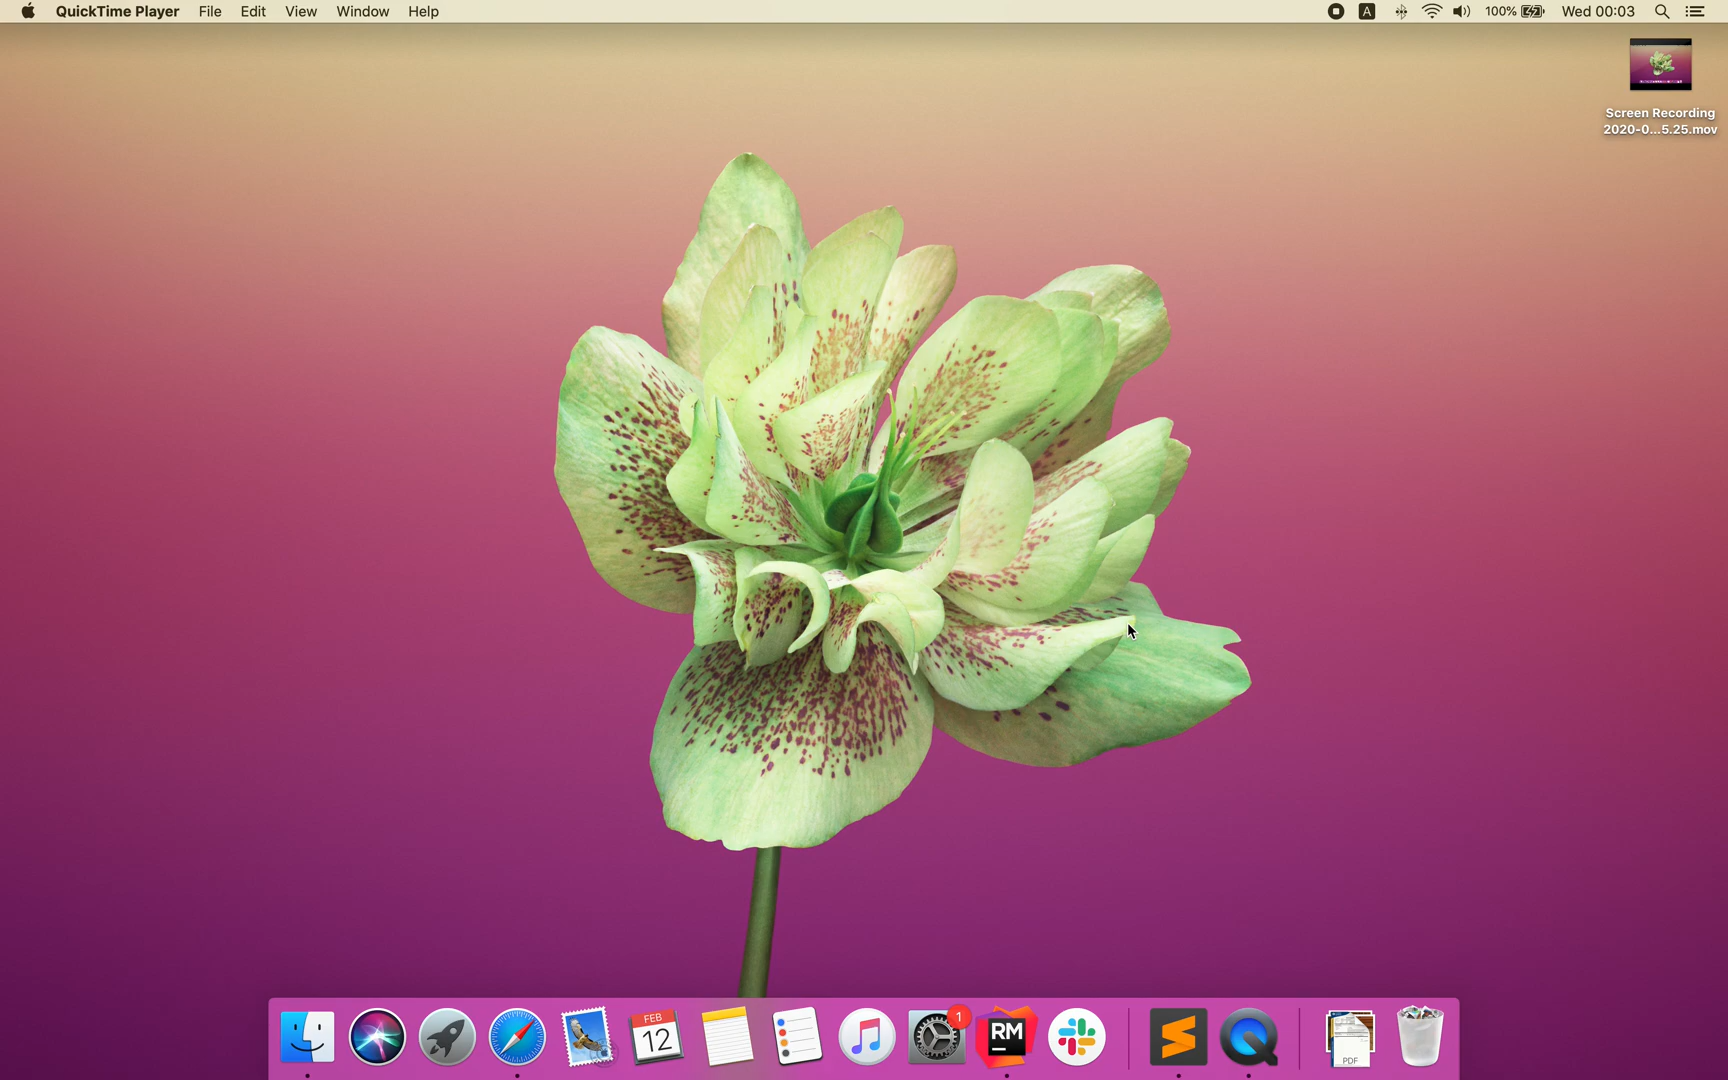 QuickTime Player File Edit View Window Help A 100% Wed 00:03
Screen Recording
2020-0...5.25.mov
FEB
12
1
RM
PDF